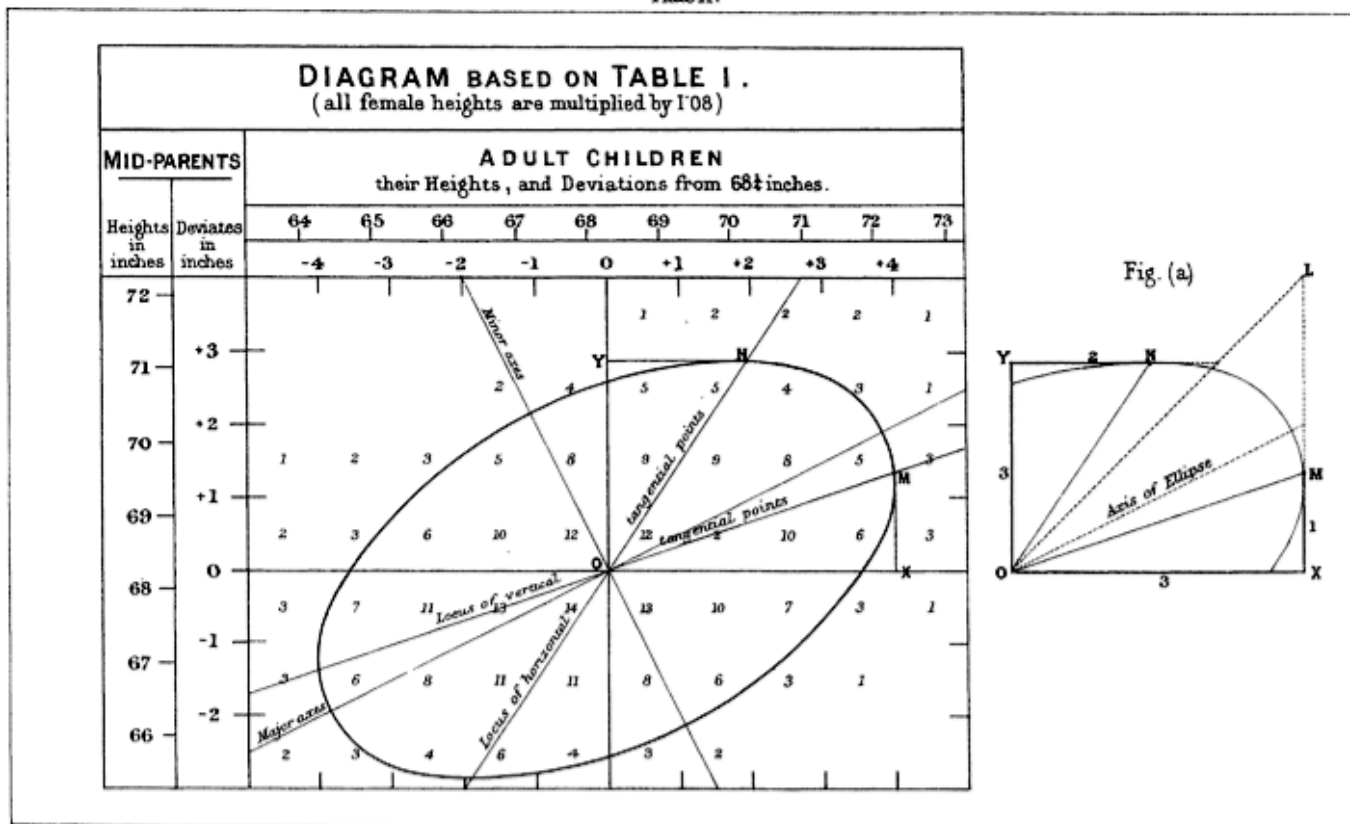 DIAGRAM BASED ON TABLE I.
(all female heights are multiplied by 1·08)
MID-PARENTS
ADULT CHILDREN
their Heights, and Deviations from 68¼ inches.
Heights in inches
Deviates in inches
64 65 66 67 68 69 70 71 72 73
-4 -3 -2 -1 0 +1 +2 +3 +4
72
1 2 2 2 1
+3
71
Y N
Minor axes
2 4 5 5 4 3 1
+2
70
1 2 3 5 8 9 9 8 5 3
M
+1
tangential points
tangential points
69
2 3 6 10 12 12 2 10 6 3
0
68
O X
Locus of vertical
3 7 11 13 14 13 10 7 3 1
-1
67
Locus of horizontal
3 6 8 11 11 8 6 3 1
Major axes
-2
66
2 3 4 6 4 3 2
Fig. (a)
L
Y 2 N
3
Axis of Ellipse
M
1
O 3 X